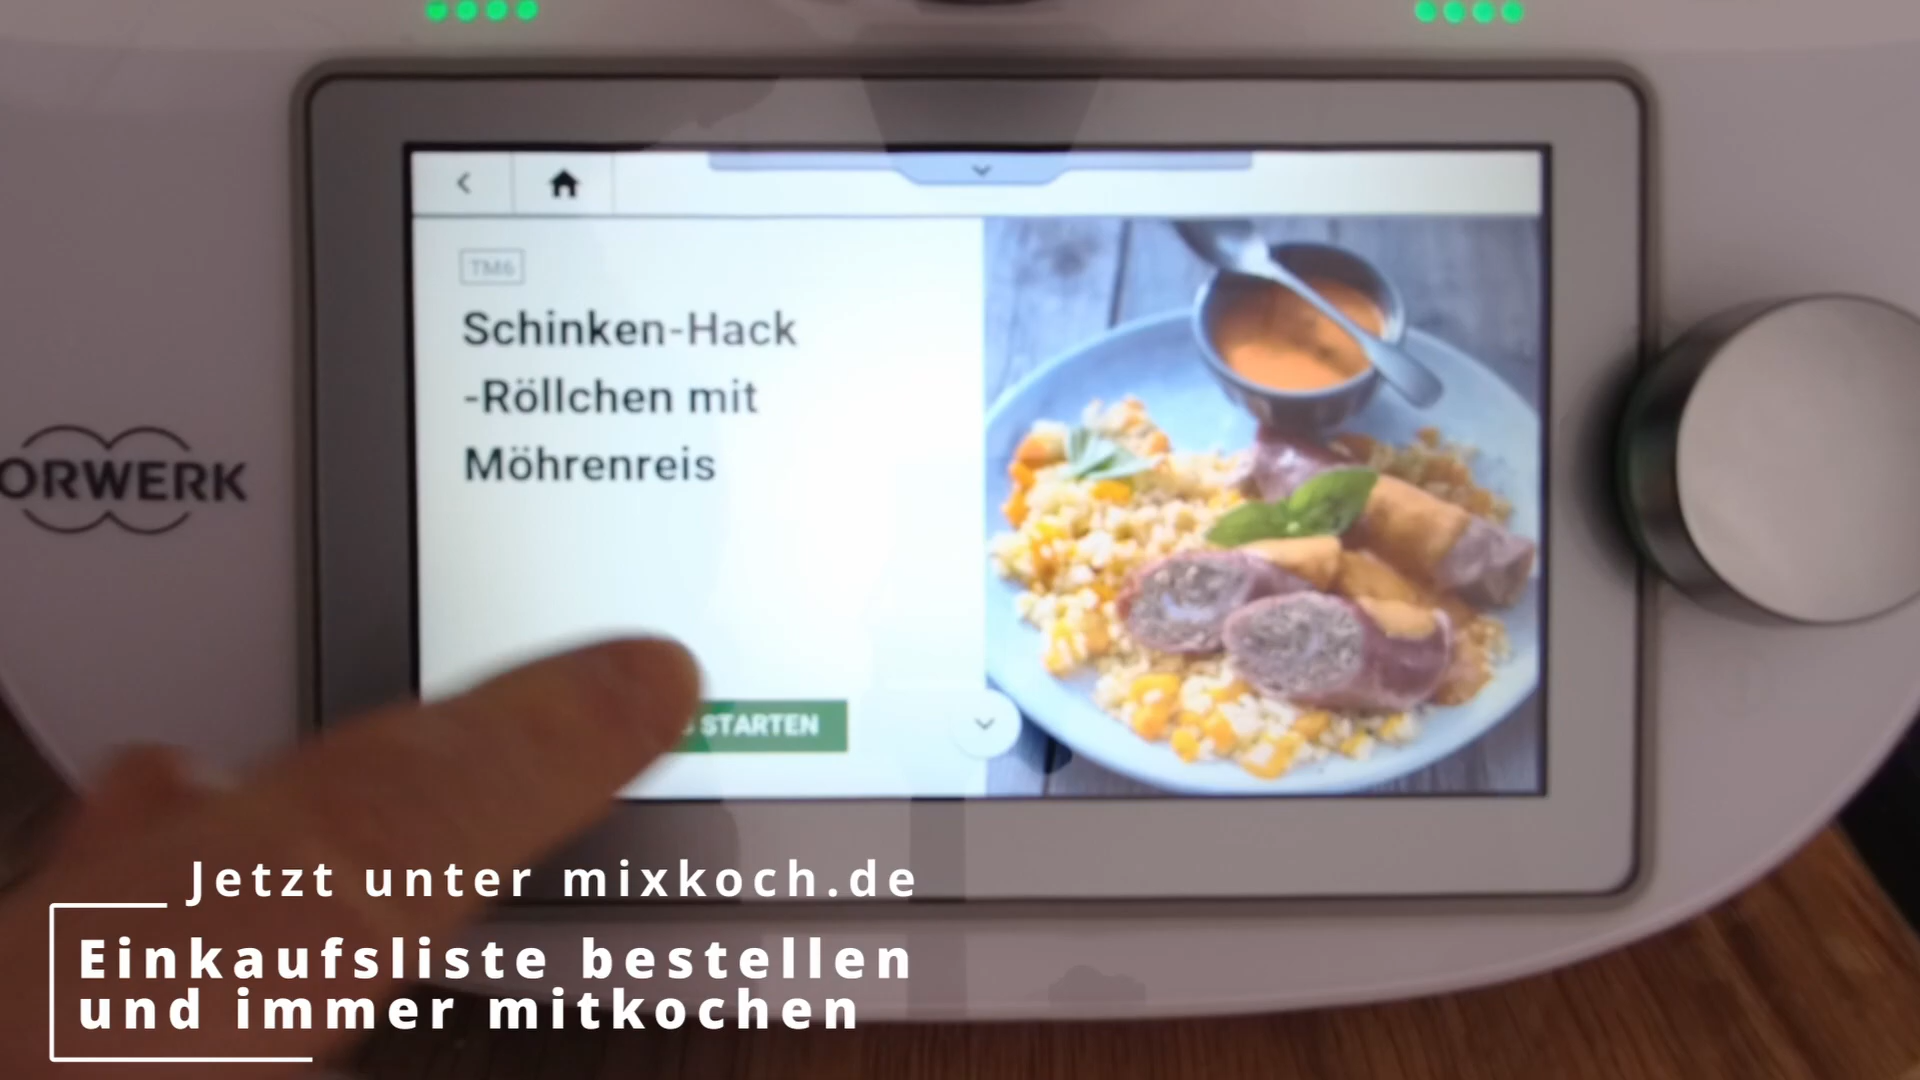 TM6
Schinken-Hack
-Röllchen mit
Möhrenreis
STARTEN
ORWERK
Jetzt unter mixkoch.de
Einkaufsliste bestellen
und immer mitkochen